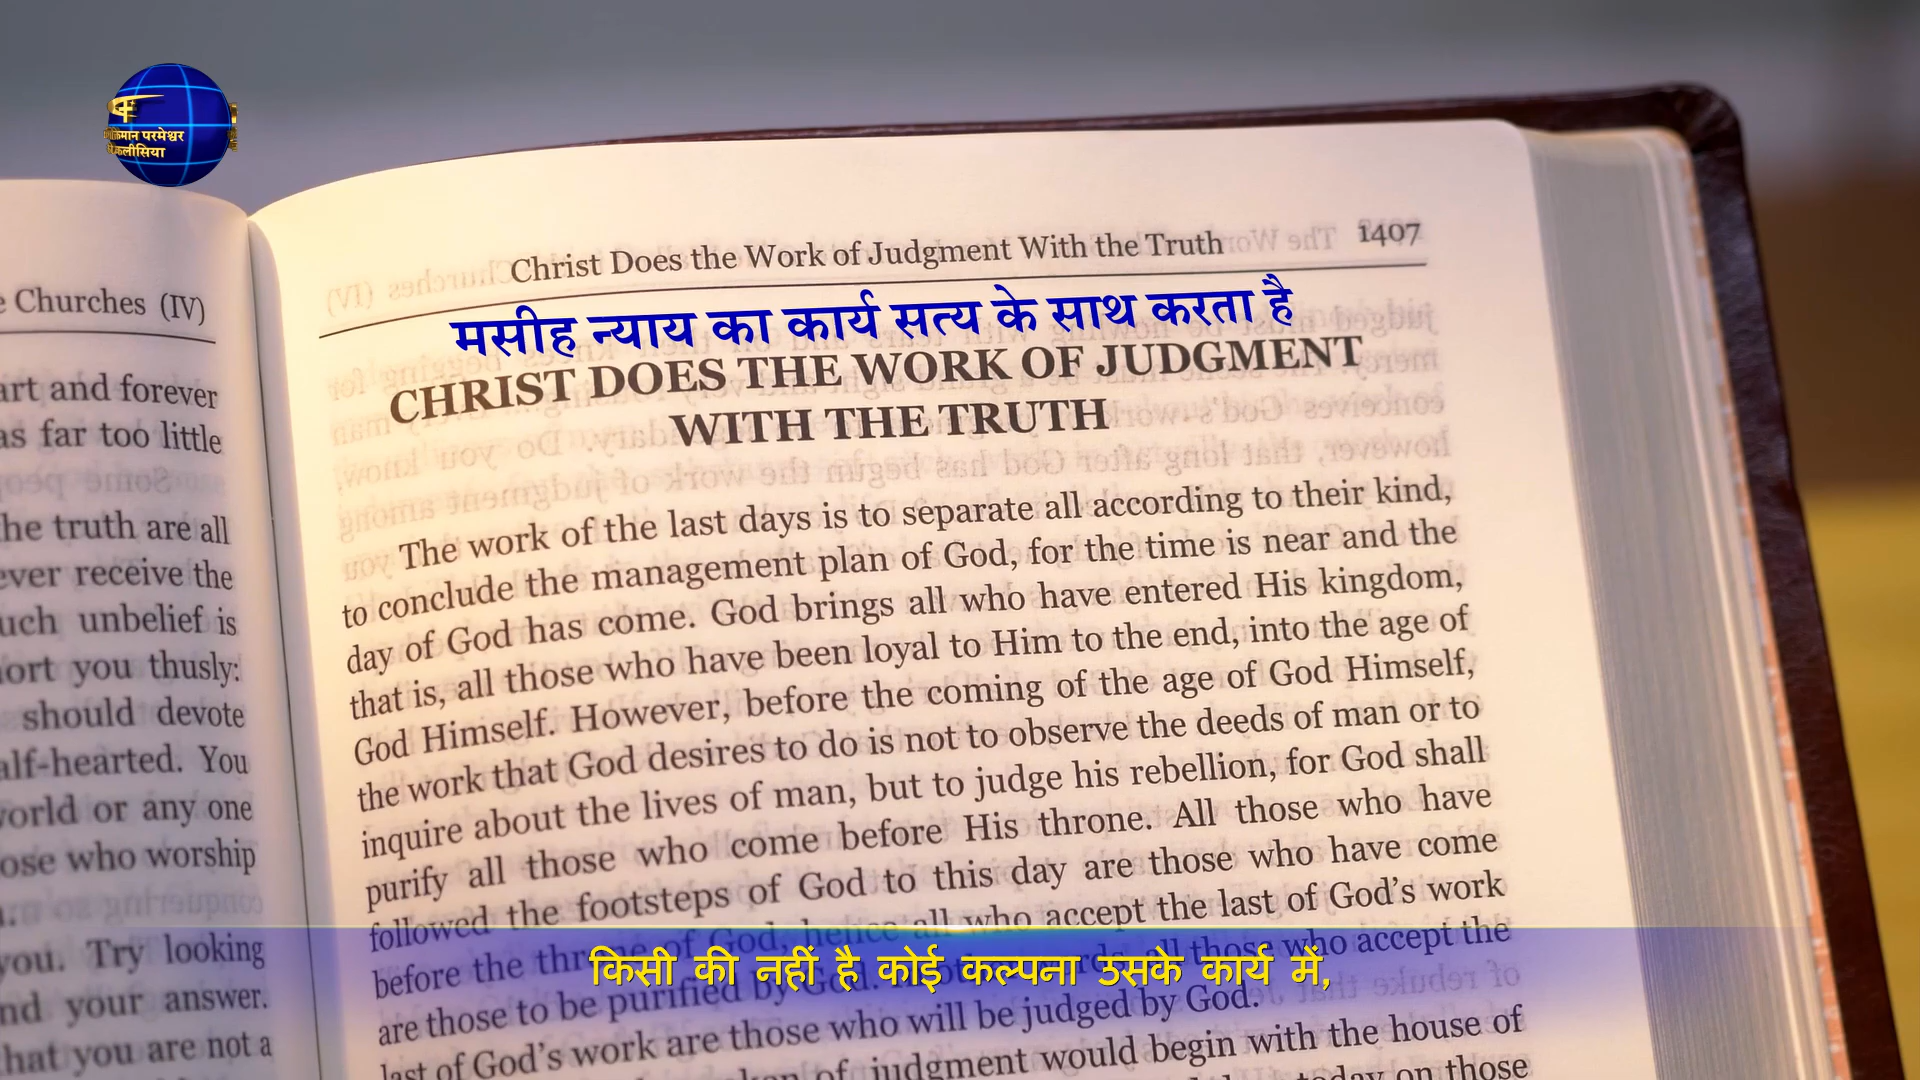 मान परमेश्वर
कलीसिया
e Churches (IV)
art and forever
as far too little
he truth are all
ever receive the
uch unbelief is
ort you thusly:
should devote
alf-hearted. You
world or any one
ose who worship
you. Try looking
nd your answer.
hat you are not a
Christ Does the Work of Judgment With the Truth 1407
मसीह न्याय का कार्य सत्य के साथ करता है
CHRIST DOES THE WORK OF JUDGMENT
WITH THE TRUTH
The work of the last days is to separate all according to their kind,
to conclude the management plan of God, for the time is near and the
day of God has come. God brings all who have entered His kingdom,
that is, all those who have been loyal to Him to the end, into the age of
God Himself. However, before the coming of the age of God Himself,
the work that God desires to do is not to observe the deeds of man or to
inquire about the lives of man, but to judge his rebellion, for God shall
purify all those who come before His throne. All those who have
followed the footsteps of God to this day are those who have come
before the throne of God, hence all who accept the last of God's work
are those to be purified by God. all those who accept the
last of God's work are those who will be judged by God.
of judgment would begin with the house of
today on those
किसी की नहीं है कोई कल्पना उसके कार्य में,